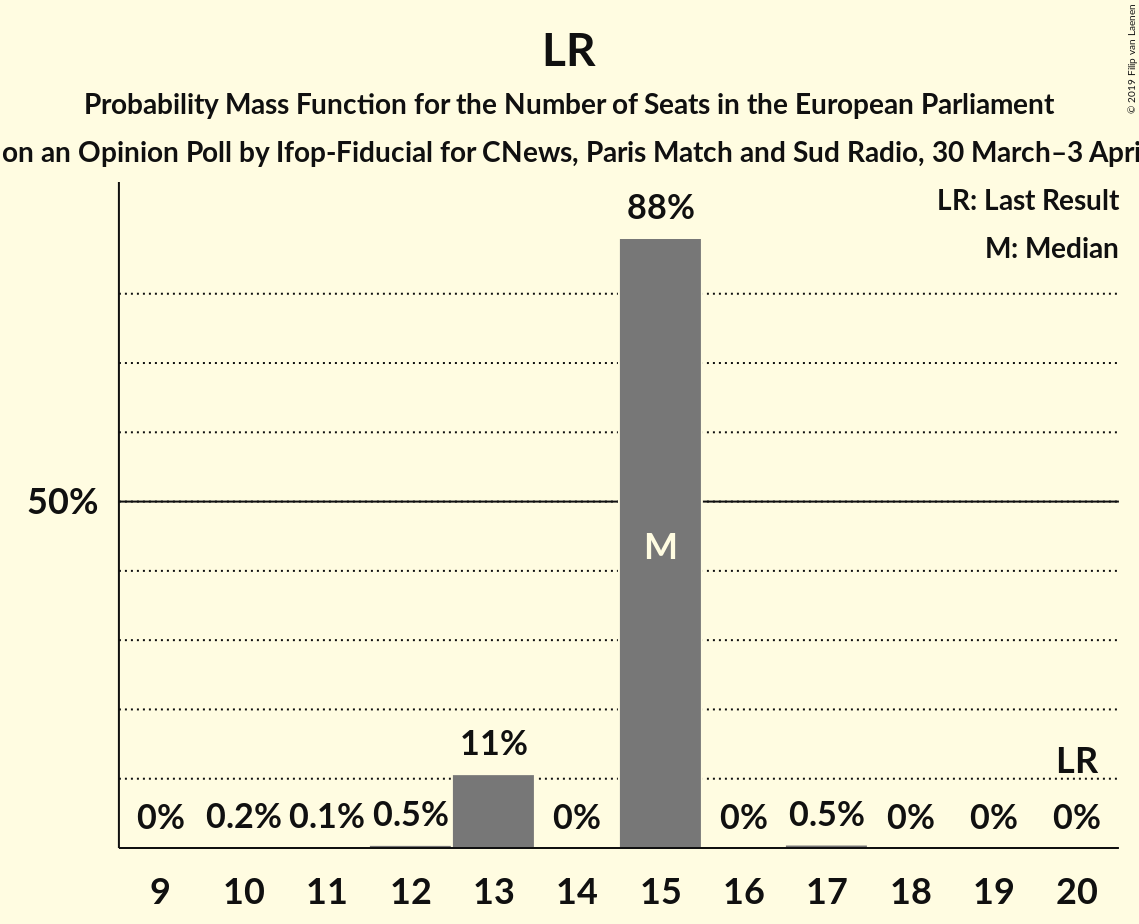 LR
Probability Mass Function for the Number of Seats in the European Parliament
on an Opinion Poll by Ifop-Fiducial for CNews, Paris Match and Sud Radio, 30 March–3 Apri
© 2019 Filip van Laenen
LR: Last Result
M: Median
88%
50%
M
11%
LR
0% 0.2% 0.1% 0.5% 0% 0% 0.5% 0% 0% 0%
9 10 11 12 13 14 15 16 17 18 19 20